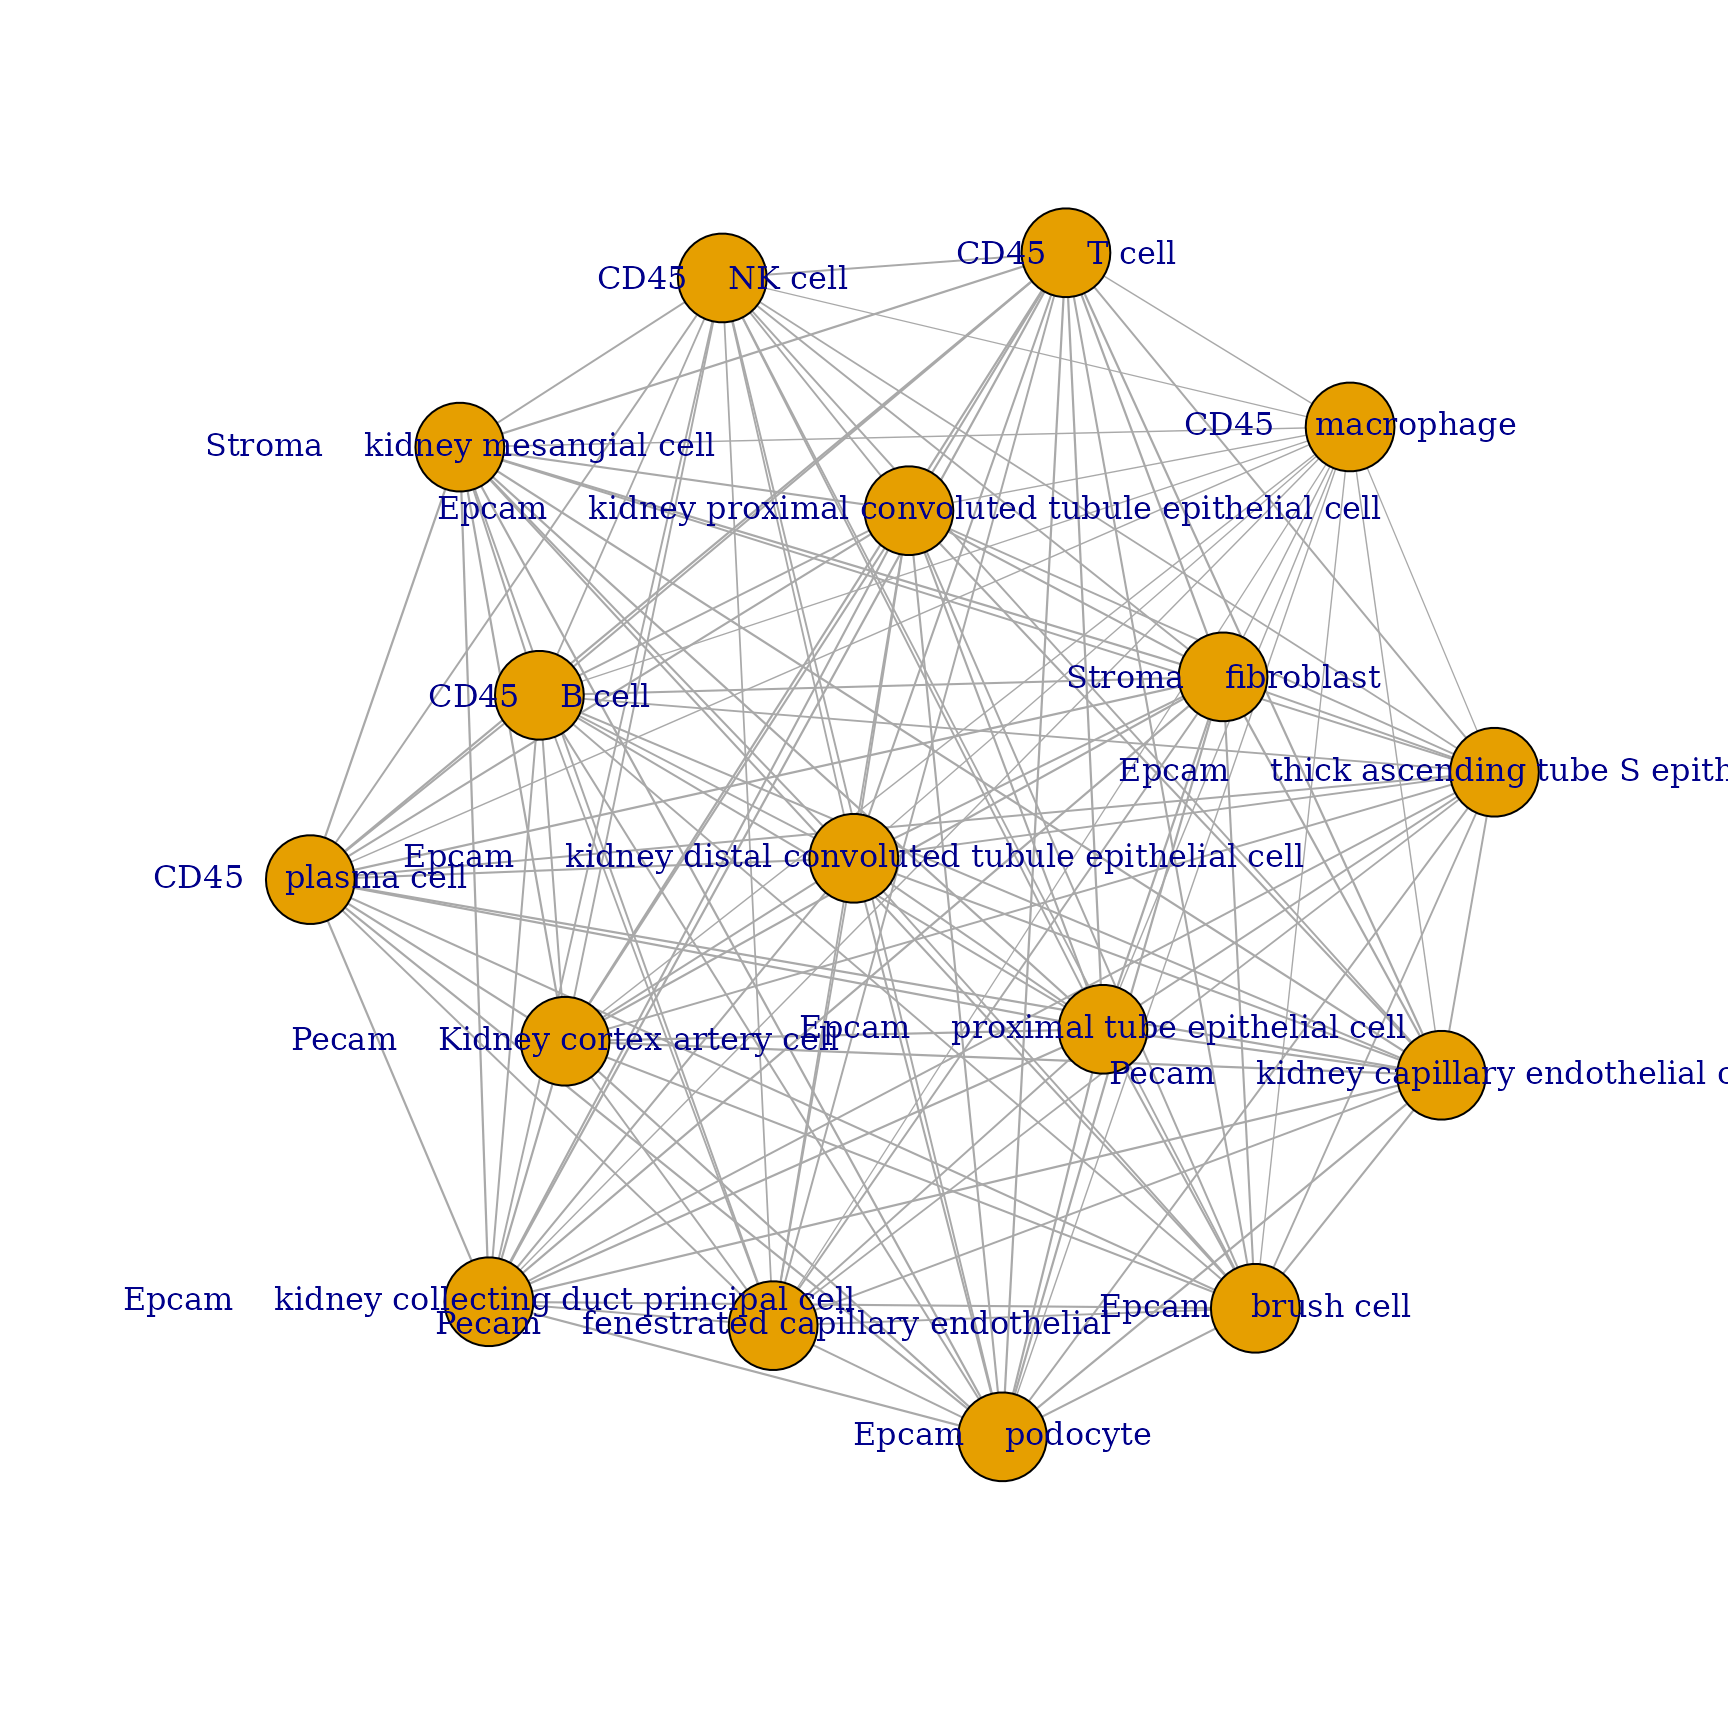 CD45    T cell
CD45    NK cell
CD45    macrophage
Stroma    kidney mesangial cell
Epcam    kidney proximal convoluted tubule epithelial cell
Stroma    fibroblast
CD45    B cell
Epcam    thick ascending tube S epith
Epcam    kidney distal convoluted tubule epithelial cell
CD45    plasma cell
Epcam    proximal tube epithelial cell
Pecam    Kidney cortex artery cell
Pecam    kidney capillary endothelial
Epcam    kidney collecting duct principal cell
Epcam    brush cell
Pecam    fenestrated capillary endothelial
Epcam    podocyte